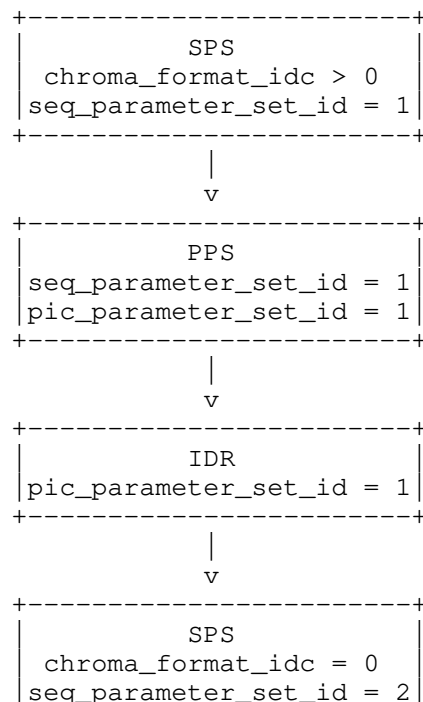 +------------------------+
|          SPS           |
|  chroma_format_idc > 0 |
|seq_parameter_set_id = 1|
+------------------------+
            |
            v
+------------------------+
|          PPS           |
|seq_parameter_set_id = 1|
|pic_parameter_set_id = 1|
+------------------------+
            |
            v
+------------------------+
|          IDR           |
|pic_parameter_set_id = 1|
+------------------------+
            |
            v
+------------------------+
|          SPS           |
|  chroma_format_idc = 0 |
|seq_parameter_set_id = 2|